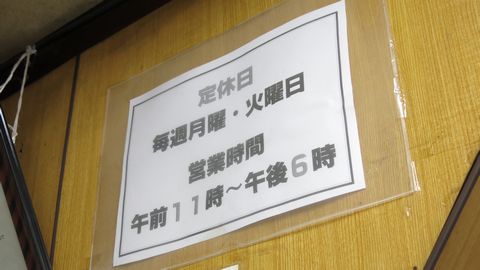 定休日
毎週月曜・火曜日
営業時間
午前11時～午後6時